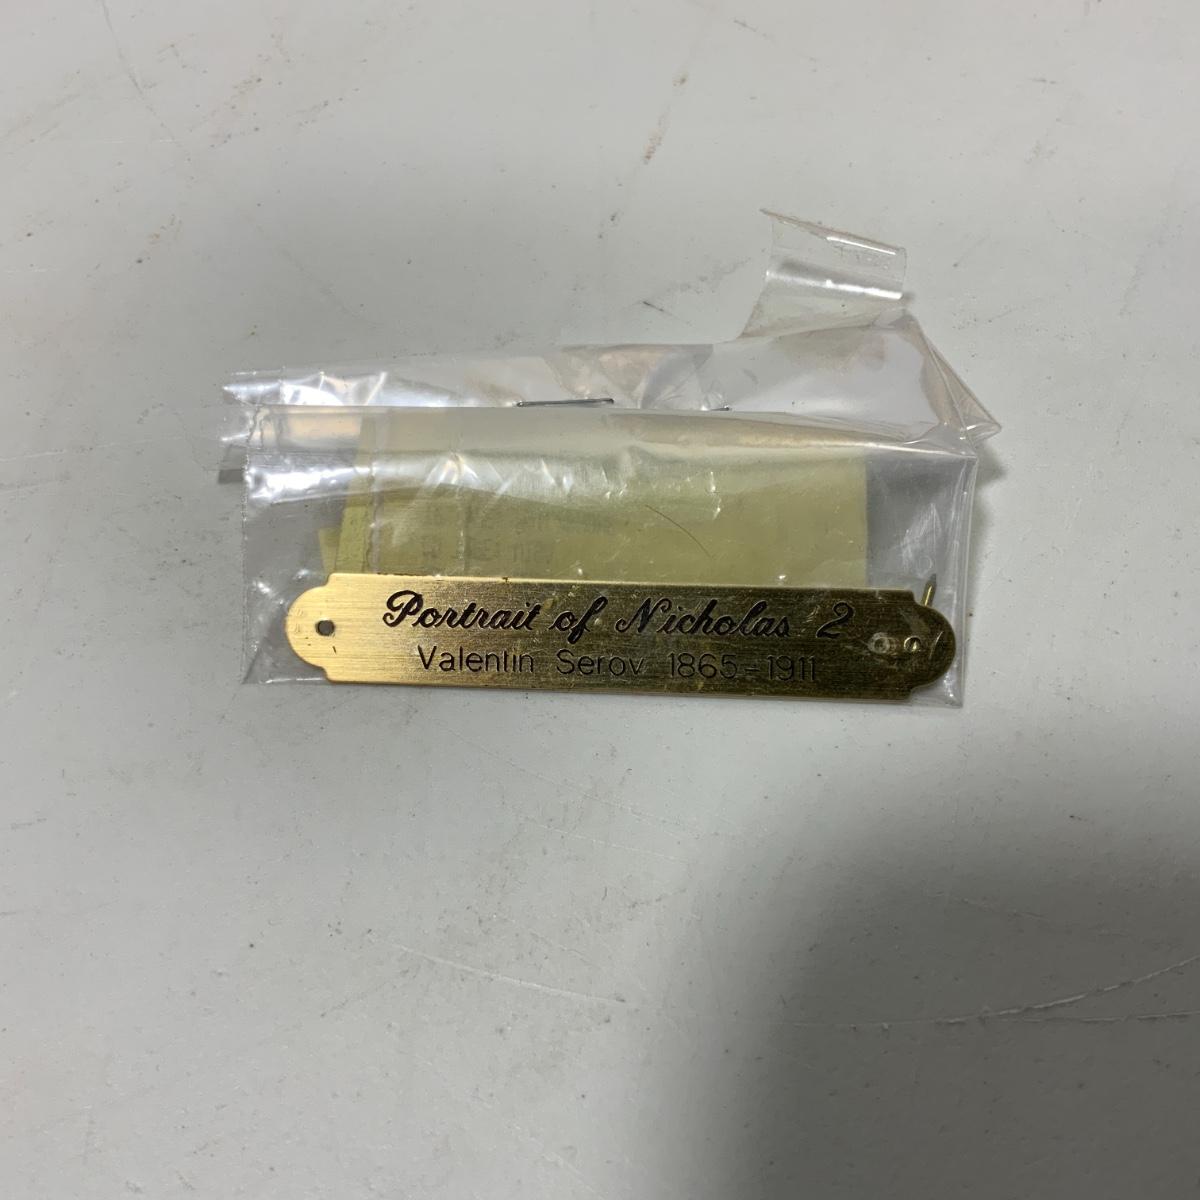 Portrait of Nicholas 2
Valentin Serov 1865-1911